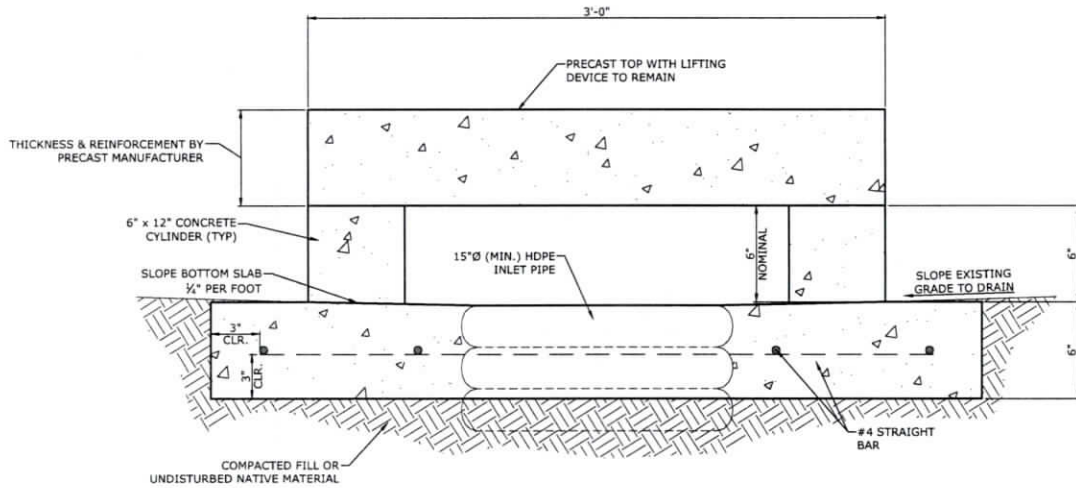 3'-0"
PRECAST TOP WITH LIFTING
DEVICE TO REMAIN
THICKNESS & REINFORCEMENT BY
PRECAST MANUFACTURER
6" x 12" CONCRETE
CYLINDER (TYP)
15"Ø (MIN.) HDPE
INLET PIPE
6"
NOMINAL
6"
SLOPE BOTTOM SLAB
¼" PER FOOT
SLOPE EXISTING
GRADE TO DRAIN
3"
CLR.
3"
CLR.
6"
#4 STRAIGHT
BAR
COMPACTED FILL OR
UNDISTURBED NATIVE MATERIAL